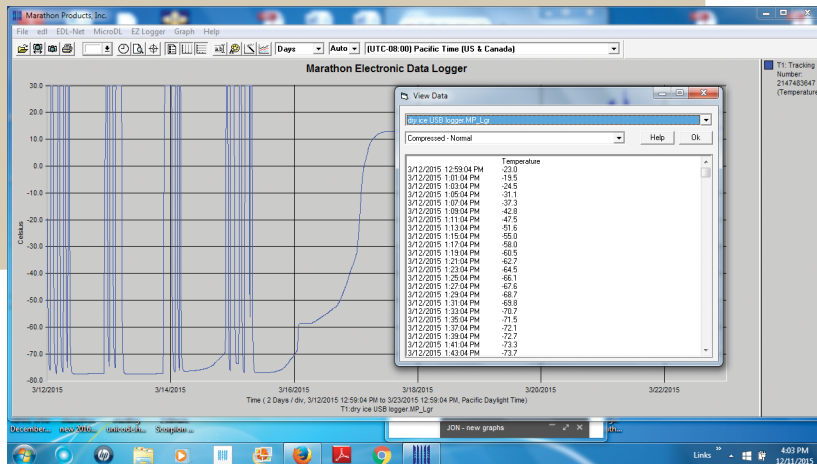 Marathon Products, Inc.
File edl EDL-Net MicroDL EZ Logger Graph Help
Days Auto (UTC-08:00) Pacific Time (US & Canada)
Marathon Electronic Data Logger
T1: Tracking
Number:
2147483647
(Temperature
30.0
20.0
10.0
0.0
-10.0
-20.0
-30.0
-40.0
-50.0
-60.0
-70.0
-80.0
Celsius
3/12/2015 3/14/2015 3/16/2015 3/18/2015 3/20/2015 3/22/2015
Time ( 2 Days / div, 3/12/2015 12:59:04 PM to 3/23/2015 12:59:04 PM, Pacific Daylight Time)
T1:dry ice USB logger.MP_Lgr
View Data
dry ice USB logger.MP_Lgr
Compressed - Normal Help Ok
Temperature
3/12/2015 12:59:04 PM -23.0
3/12/2015 1:01:04 PM -19.5
3/12/2015 1:03:04 PM -24.5
3/12/2015 1:05:04 PM -31.1
3/12/2015 1:07:04 PM -37.3
3/12/2015 1:09:04 PM -42.8
3/12/2015 1:11:04 PM -47.5
3/12/2015 1:13:04 PM -51.6
3/12/2015 1:15:04 PM -55.0
3/12/2015 1:17:04 PM -58.0
3/12/2015 1:19:04 PM -60.5
3/12/2015 1:21:04 PM -62.7
3/12/2015 1:23:04 PM -64.5
3/12/2015 1:25:04 PM -66.1
3/12/2015 1:27:04 PM -67.6
3/12/2015 1:29:04 PM -68.7
3/12/2015 1:31:04 PM -69.8
3/12/2015 1:33:04 PM -70.7
3/12/2015 1:35:04 PM -71.5
3/12/2015 1:37:04 PM -72.1
3/12/2015 1:39:04 PM -72.7
3/12/2015 1:41:04 PM -73.3
3/12/2015 1:43:04 PM -73.7
December... new 2016... Scorpion ...
JON - new graphs
Links
4:03 PM
12/11/2015